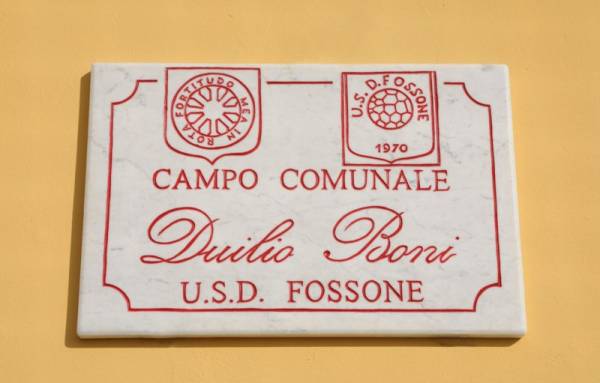 FORTITUDO MEA IN ROTA
U.S.D. FOSSONE
1970
CAMPO COMUNALE
Duilio Boni
U.S.D. FOSSONE